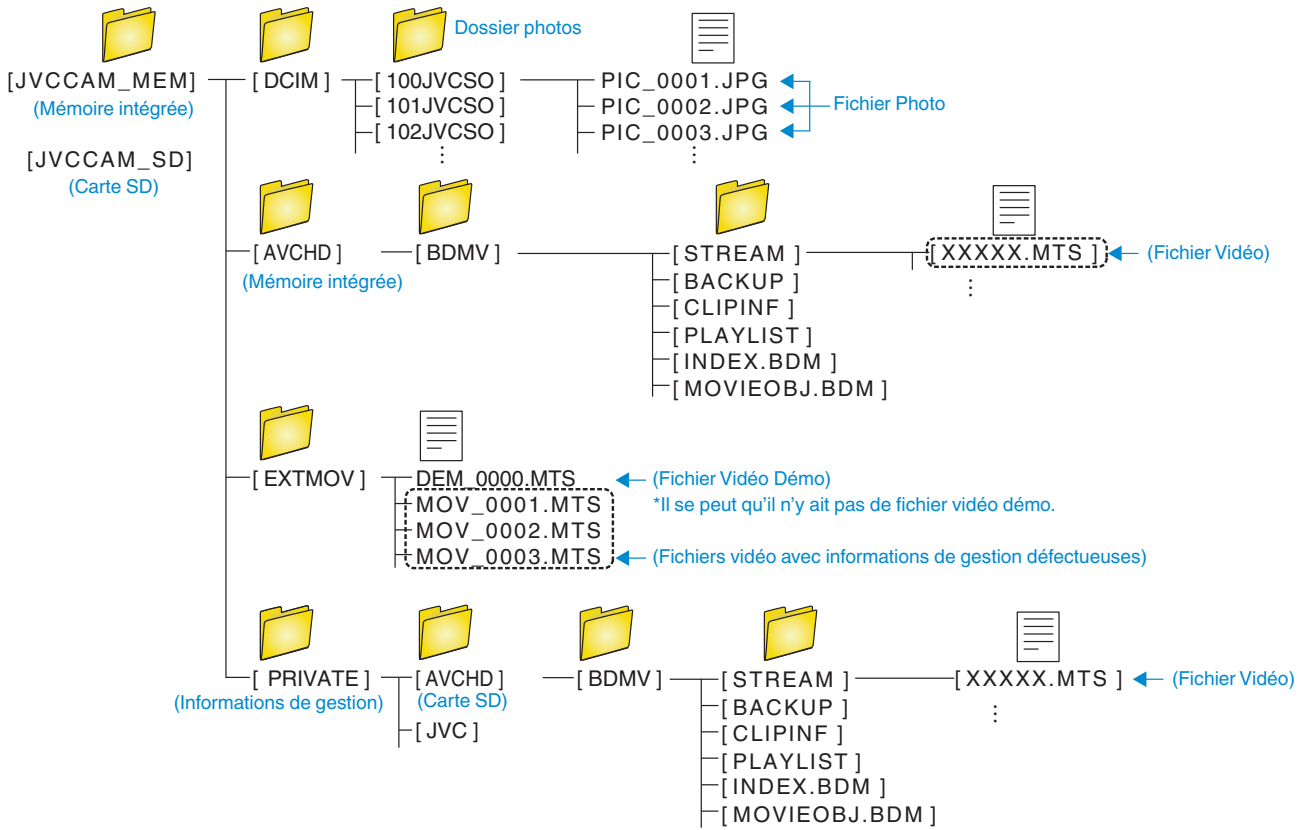 Dossier photos
[JVCCAM_MEM]
(Mémoire intégrée)
[JVCCAM_SD]
(Carte SD)
[DCIM]
[100JVCSO]
[101JVCSO]
[102JVCSO]
PIC_0001.JPG
PIC_0002.JPG
PIC_0003.JPG
Fichier Photo
[AVCHD]
(Mémoire intégrée)
[BDMV]
[STREAM]
[BACKUP]
[CLIPINF]
[PLAYLIST]
[INDEX.BDM]
[MOVIEOBJ.BDM]
[XXXXX.MTS]
(Fichier Vidéo)
[EXTMOV]
DEM_0000.MTS
(Fichier Vidéo Démo)
*Il se peut qu'il n'y ait pas de fichier vidéo démo.
MOV_0001.MTS
MOV_0002.MTS
MOV_0003.MTS
(Fichiers vidéo avec informations de gestion défectueuses)
[PRIVATE]
(Informations de gestion)
[AVCHD]
(Carte SD)
[JVC]
[BDMV]
[STREAM]
[BACKUP]
[CLIPINF]
[PLAYLIST]
[INDEX.BDM]
[MOVIEOBJ.BDM]
[XXXXX.MTS]
(Fichier Vidéo)